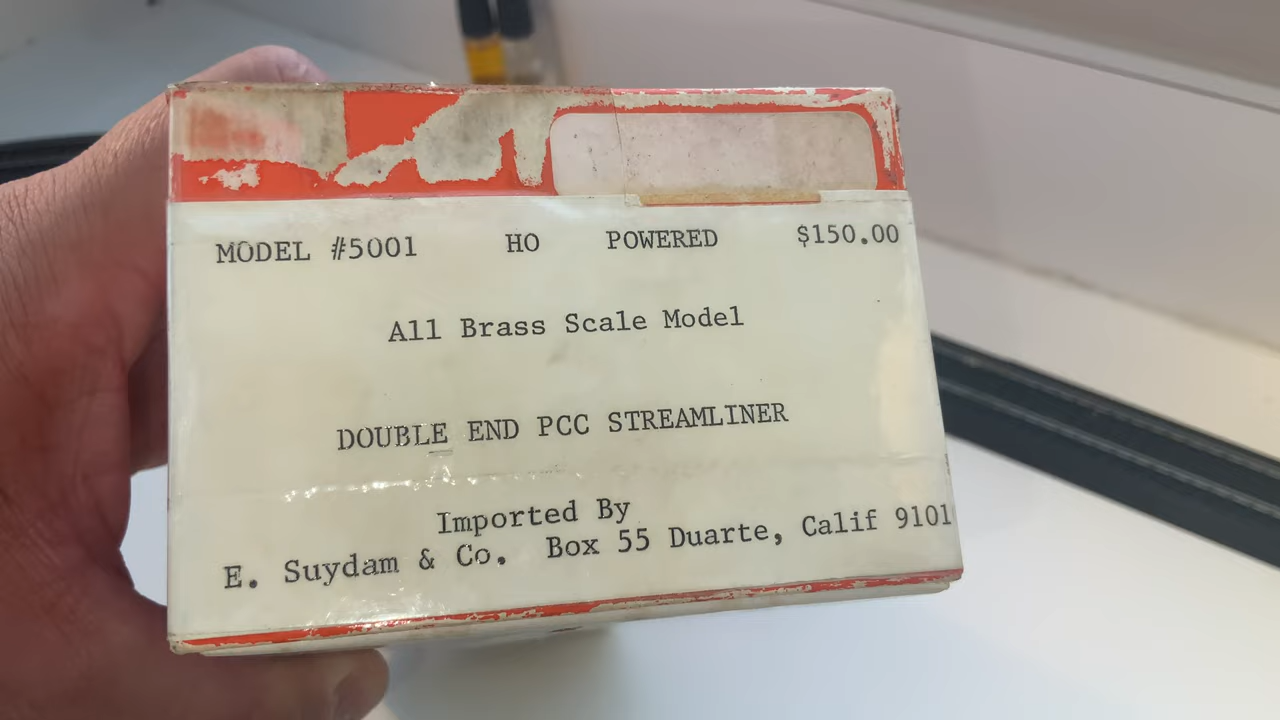 MODEL #5001 HO POWERED $150.00
All Brass Scale Model
DOUBLE END PCC STREAMLINER
Imported By
E. Suydam & Co. Box 55 Duarte, Calif 9101